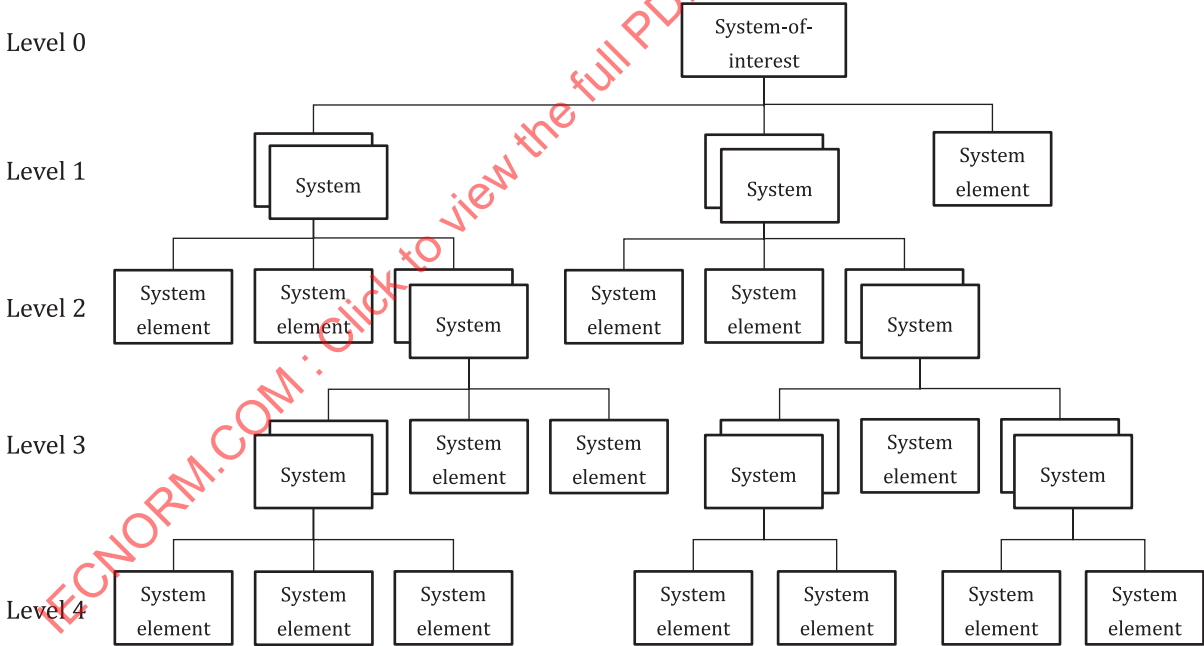 Level 0
System-of-
interest
Level 1
System
System
System
element
Level 2
System
element
System
element
System
System
element
System
element
System
Level 3
System
System
element
System
element
System
System
element
System
Level 4
System
element
System
element
System
element
System
element
System
element
System
element
System
element
IECNORM.COM : Click to view the full PD